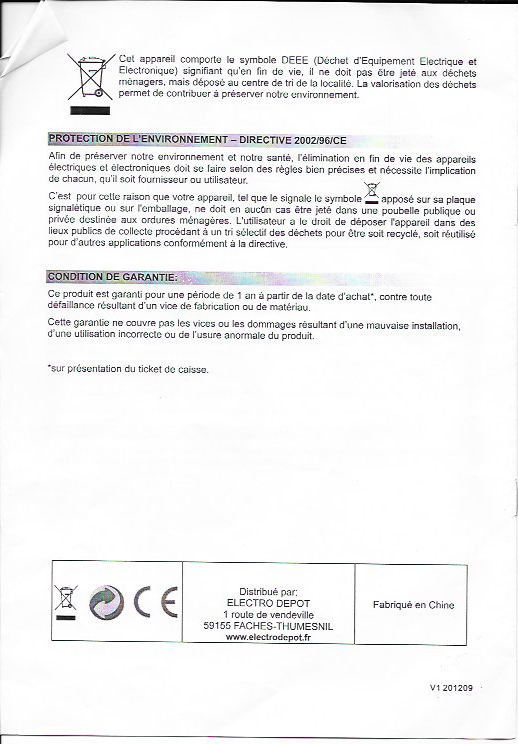 Cet appareil comporte le symbole DEEE (Déchet d'Equipement Electrique et
Electronique) signifiant qu'en fin de vie, il ne doit pas être jeté aux déchets
ménagers, mais déposé au centre de tri de la localité. La valorisation des déchets
permet de contribuer à préserver notre environnement.
PROTECTION DE L'ENVIRONNEMENT – DIRECTIVE 2002/96/CE
Afin de préserver notre environnement et notre santé, l'élimination en fin de vie des appareils
électriques et électroniques doit se faire selon des règles bien précises et nécessite l'implication
de chacun, qu'il soit fournisseur ou utilisateur.
C'est pour cette raison que votre appareil, tel que le signale le symbole apposé sur sa plaque
signalétique ou sur l'emballage, ne doit en aucun cas être jeté dans une poubelle publique ou
privée destinée aux ordures ménagères. L'utilisateur a le droit de déposer l'appareil dans des
lieux publics de collecte procédant à un tri sélectif des déchets pour être soit recyclé, soit réutilisé
pour d'autres applications conformément à la directive.
CONDITION DE GARANTIE:
Ce produit est garanti pour une période de 1 an à partir de la date d'achat*, contre toute
défaillance résultant d'un vice de fabrication ou de matériau.
Cette garantie ne couvre pas les vices ou les dommages résultant d'une mauvaise installation,
d'une utilisation incorrecte ou de l'usure anormale du produit.
*sur présentation du ticket de caisse.
CE
Distribué par:
ELECTRO DEPOT
1 route de vendeville
59155 FACHES-THUMESNIL
www.electrodepot.fr
Fabriqué en Chine
V1 201209